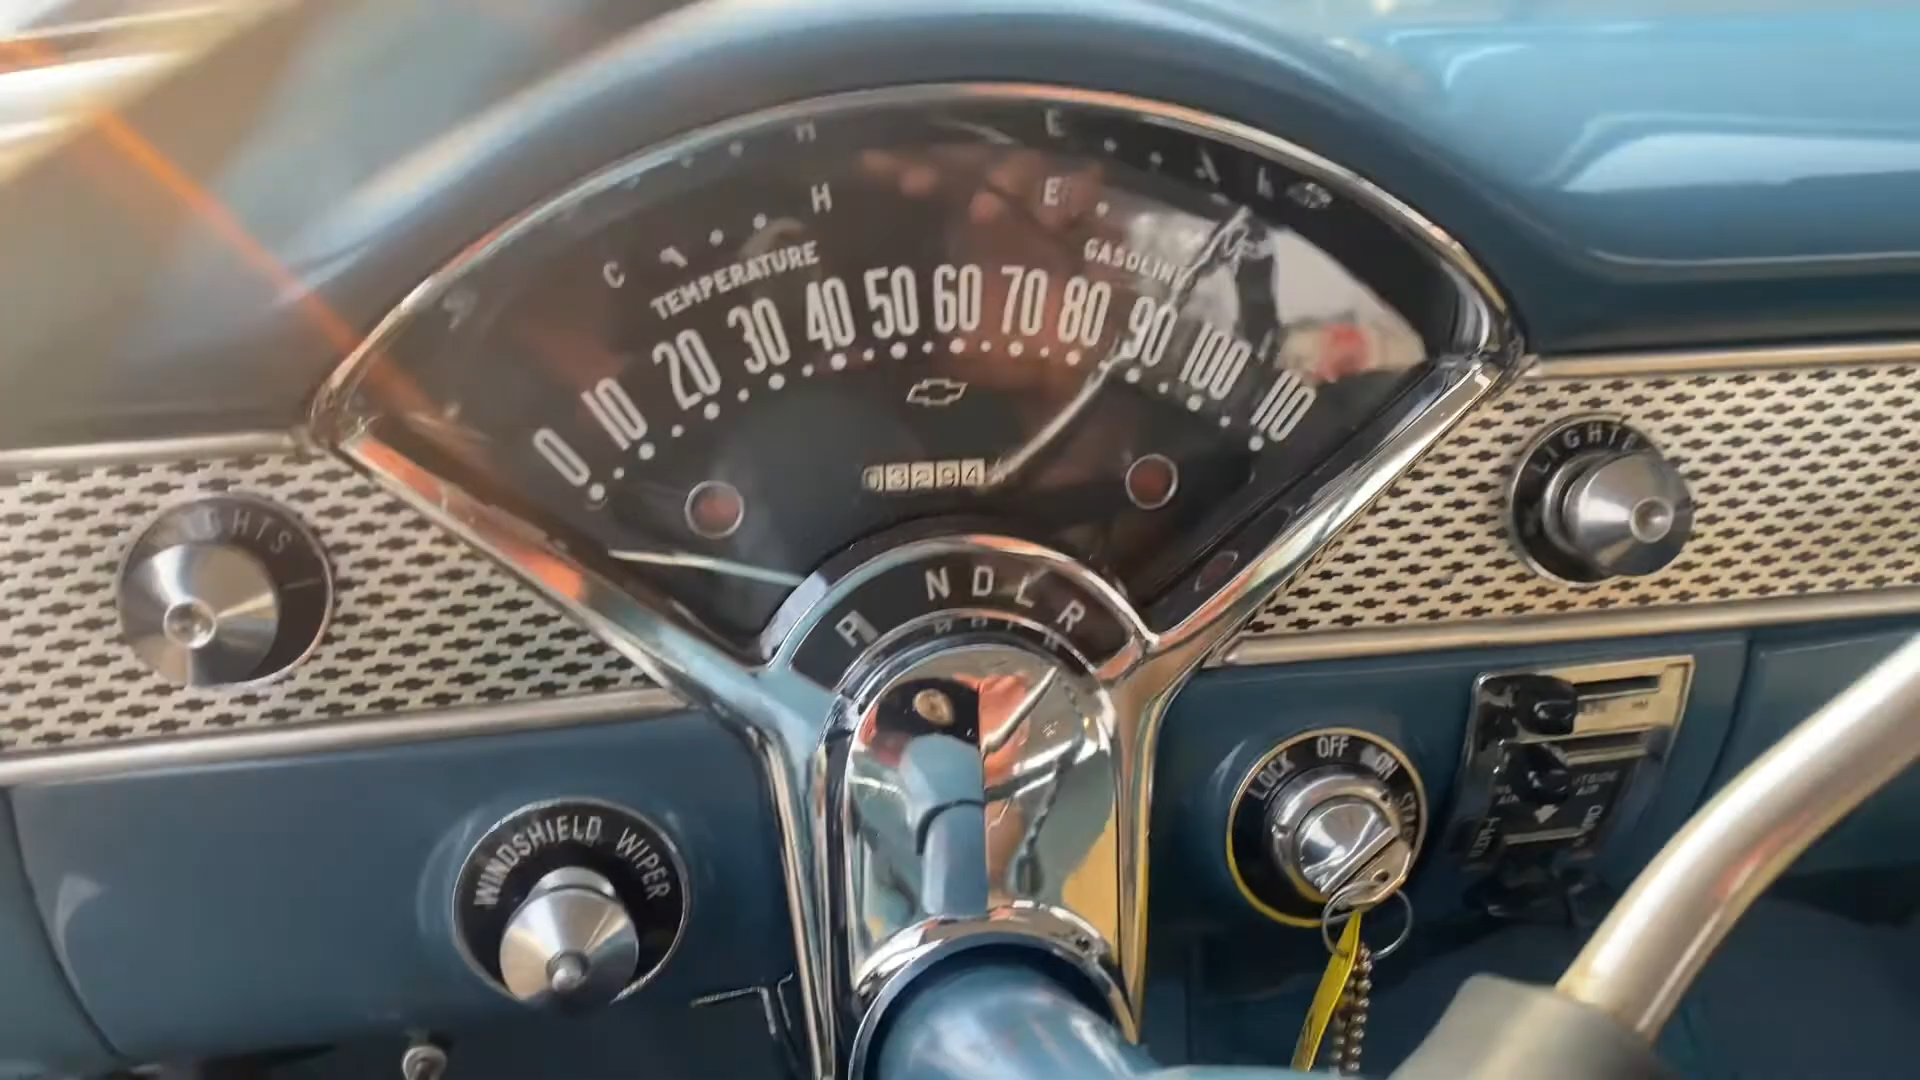 C H
TEMPERATURE
E
GASOLINE
0 10 20 30 40 50 60 70 80 90 100 110
03294
LIGHTS
LIGHTER
P N D L R
WINDSHIELD WIPER
LOCK OFF ON START